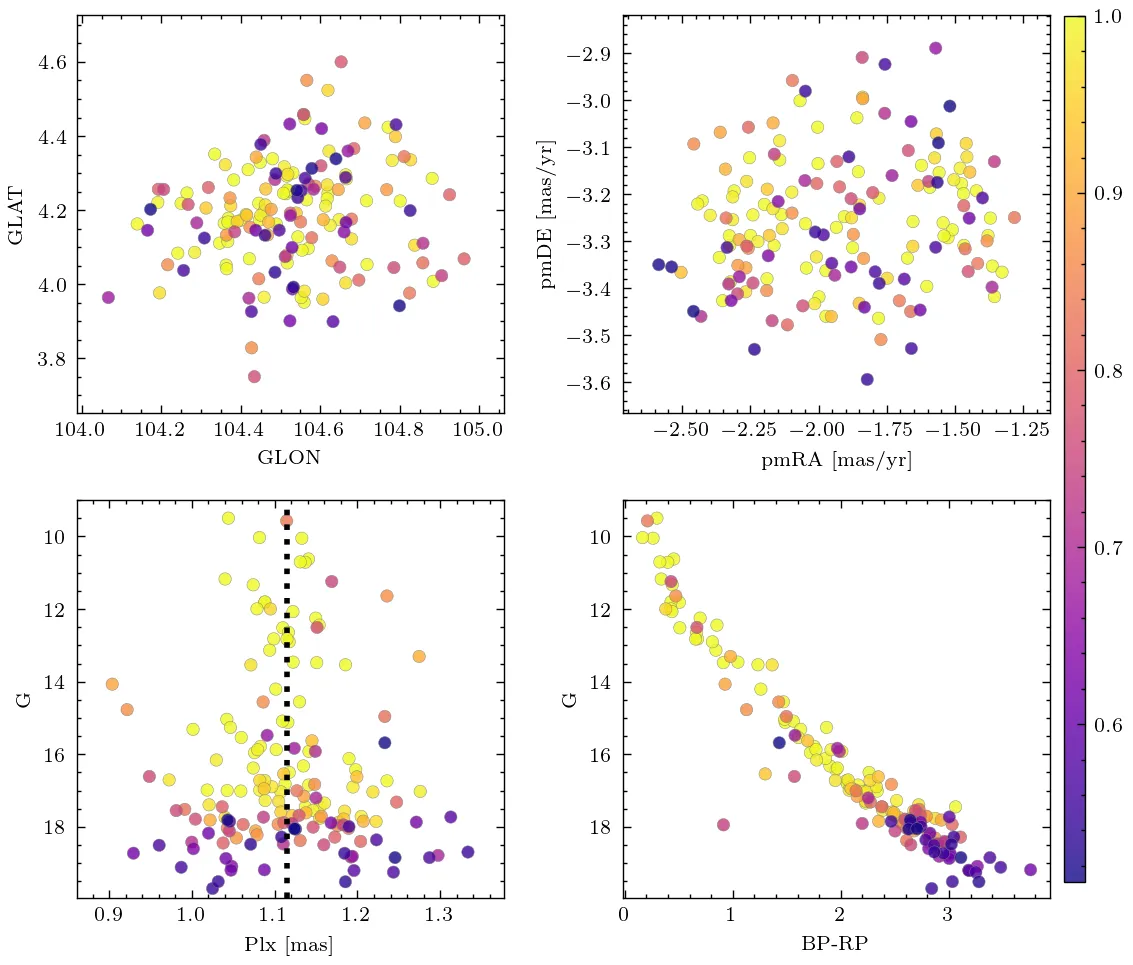 4.6
4.4
4.2
4.0
3.8
GLAT
104.0 104.2 104.4 104.6 104.8 105.0
GLON
−2.9
−3.0
−3.1
−3.2
−3.3
−3.4
−3.5
−3.6
pmDE [mas/yr]
−2.50 −2.25 −2.00 −1.75 −1.50 −1.25
pmRA [mas/yr]
1.0
0.9
0.8
0.7
0.6
10
12
14
16
18
G
0.9 1.0 1.1 1.2 1.3
Plx [mas]
10
12
14
16
18
G
0 1 2 3
BP-RP